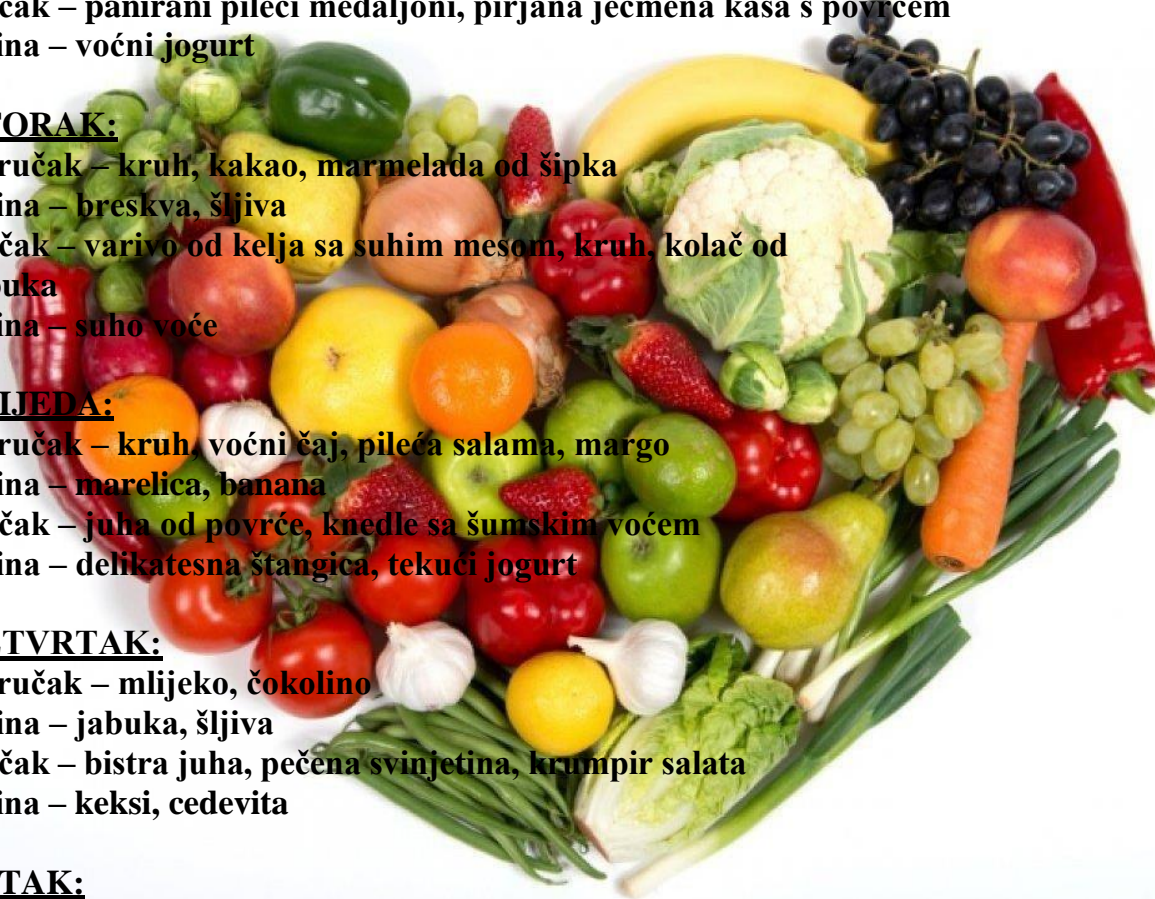 čak – panirani pileći medaljoni, pirjana ječmena kaša s povrćem
ina – voćni jogurt
TORAK:
ručak – kruh, kakao, marmelada od šipka
ina – breskva, šljiva
čak – varivo od kelja sa suhim mesom, kruh, kolač od
buka
ina – suho voće
IJEDA:
ručak – kruh, voćni čaj, pileća salama, margo
ina – marelica, banana
čak – juha od povrće, knedle sa šumskim voćem
ina – delikatesna štangica, tekući jogurt
TVRTAK:
ručak – mlijeko, čokolino
ina – jabuka, šljiva
čak – bistra juha, pečena svinjetina, krumpir salata
ina – keksi, cedevita
TAK: